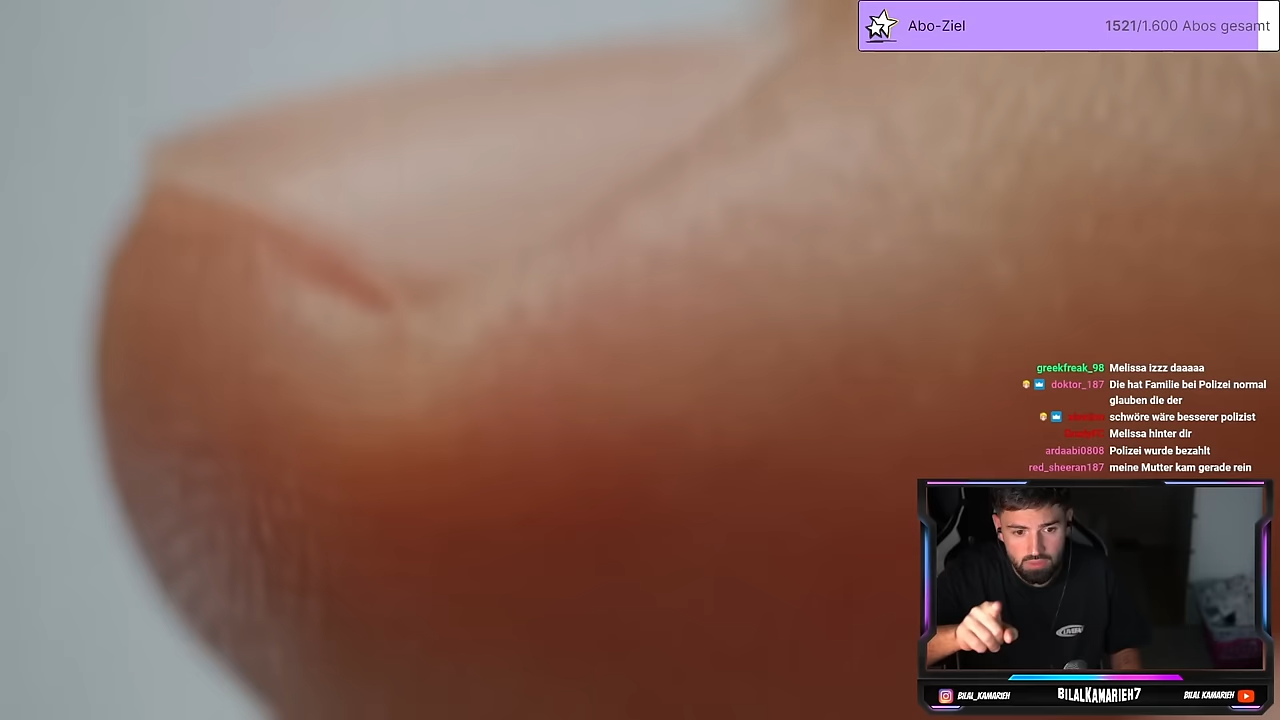 Abo-Ziel 1521/1.600 Abos gesamt
greekfreak_98 Melissa Izzz daaaaa
doktor_187 Die hat Familie bei Polizei normal
glauben die der
schwöre wäre besserer polizist
Melissa hinter dir
ardaabi0808 Polizei wurde bezahlt
red_sheeran187 meine Mutter kam gerade rein
BILAL_KAMARIEH BILALKAMARIEH7 BILAL KAMARIEH